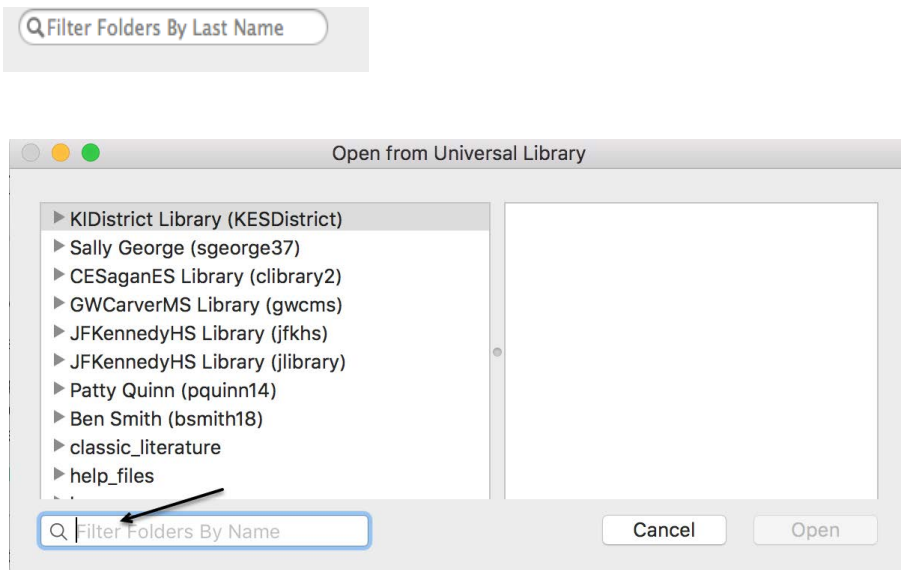 Filter Folders By Last Name
Open from Universal Library
KIDistrict Library (KESDistrict)
Sally George (sgeorge37)
CESaganES Library (clibrary2)
GWCarverMS Library (gwcms)
JFKennedyHS Library (jfkhs)
JFKennedyHS Library (jlibrary)
Patty Quinn (pquinn14)
Ben Smith (bsmith18)
classic_literature
help_files
Filter Folders By Name
Cancel
Open